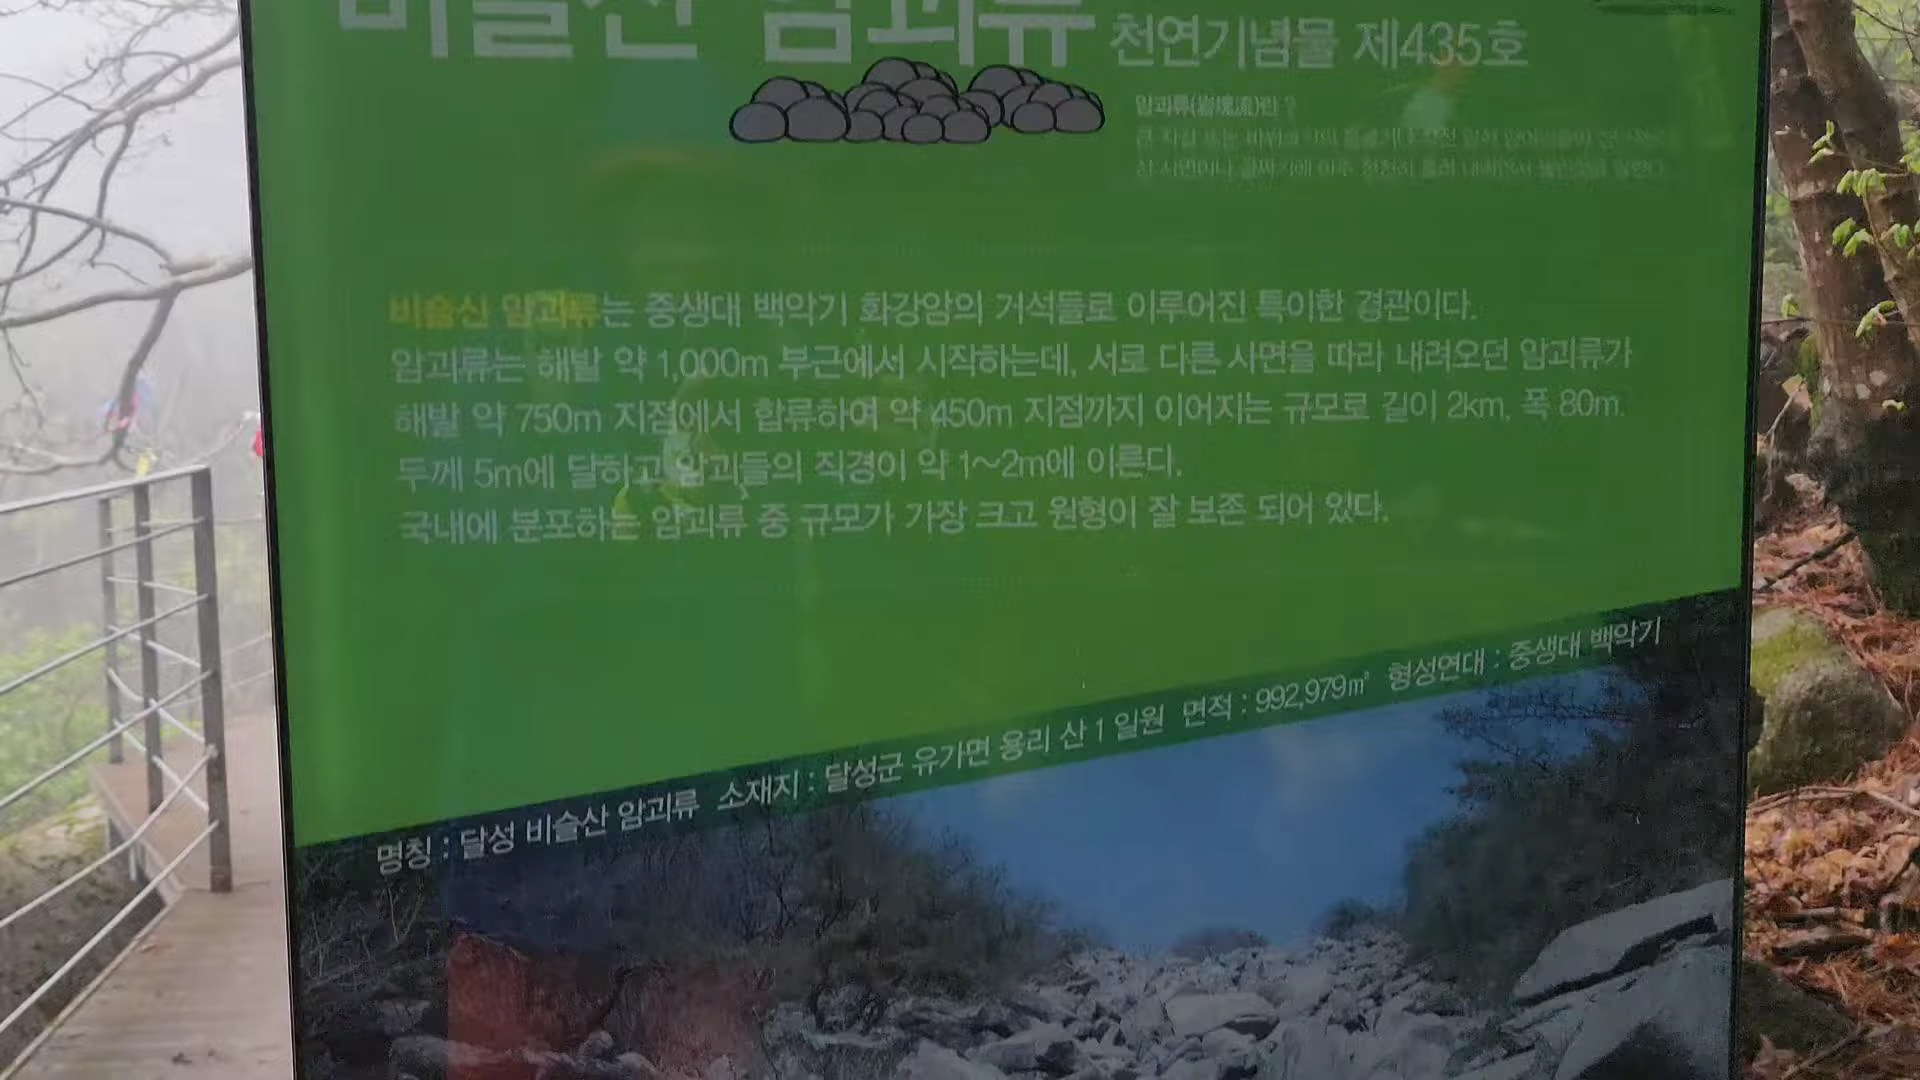 비슬산 암괴류 천연기념물 제435호
암괴류(岩塊流)란 ?
비슬산 암괴류는 중생대 백악기 화강암의 거석들로 이루어진 특이한 경관이다.
암괴류는 해발 약 1,000m 부근에서 시작하는데, 서로 다른 사면을 따라 내려오던 암괴류가
해발 약 750m 지점에서 합류하여 약 450m 지점까지 이어지는 규모로 길이 2km, 폭 80m.
두께 5m에 달하고 암괴들의 직경이 약 1~2m에 이른다.
국내에 분포하는 암괴류 중 규모가 가장 크고 원형이 잘 보존 되어 있다.
명칭 : 달성 비슬산 암괴류 소재지 : 달성군 유가면 용리 산 1 일원 면적 : 992,979㎡ 형성연대 : 중생대 백악기